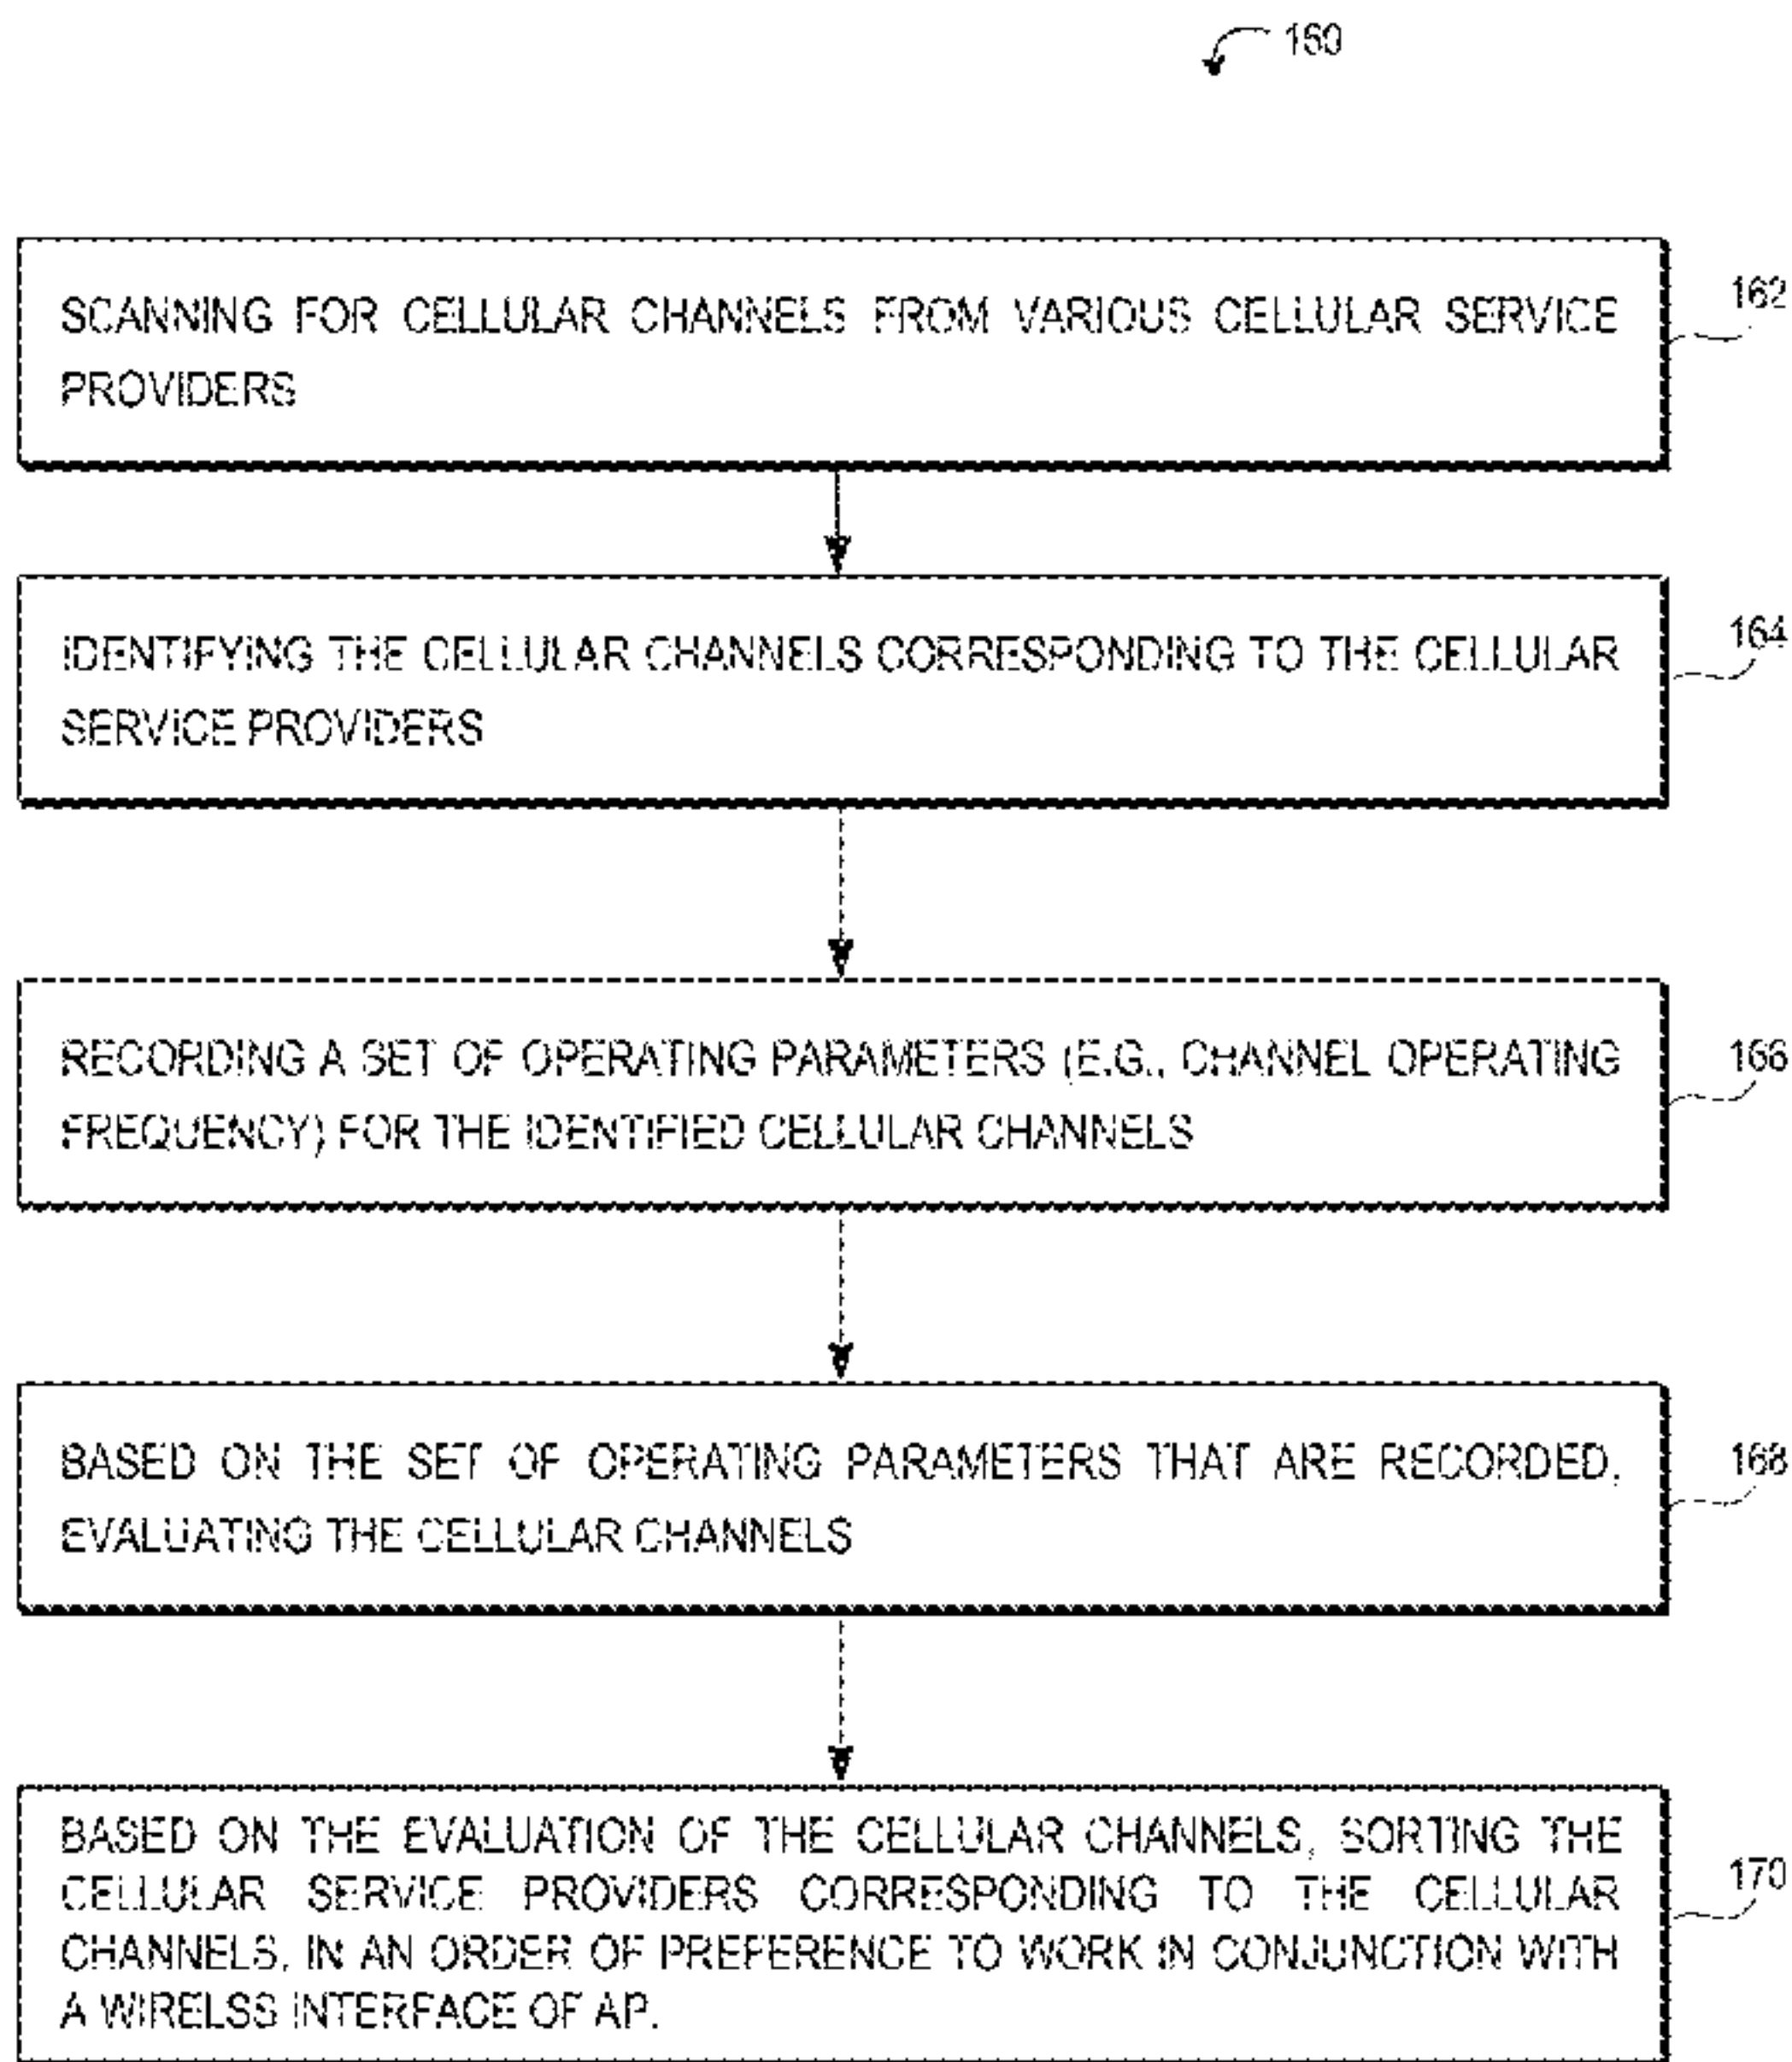 160
SCANNING FOR CELLULAR CHANNELS FROM VARIOUS CELLULAR SERVICE
PROVIDERS
162
IDENTIFYING THE CELLULAR CHANNELS CORRESPONDING TO THE CELLULAR
SERVICE PROVIDERS
164
RECORDING A SET OF OPERATING PARAMETERS (E.G., CHANNEL OPERATING
FREQUENCY) FOR THE IDENTIFIED CELLULAR CHANNELS
166
BASED ON THE SET OF OPERATING PARAMETERS THAT ARE RECORDED,
EVALUATING THE CELLULAR CHANNELS
168
BASED ON THE EVALUATION OF THE CELLULAR CHANNELS, SORTING THE
CELLULAR SERVICE PROVIDERS CORRESPONDING TO THE CELLULAR
CHANNELS, IN AN ORDER OF PREFERENCE TO WORK IN CONJUNCTION WITH
A WIRELSS INTERFACE OF AP.
170